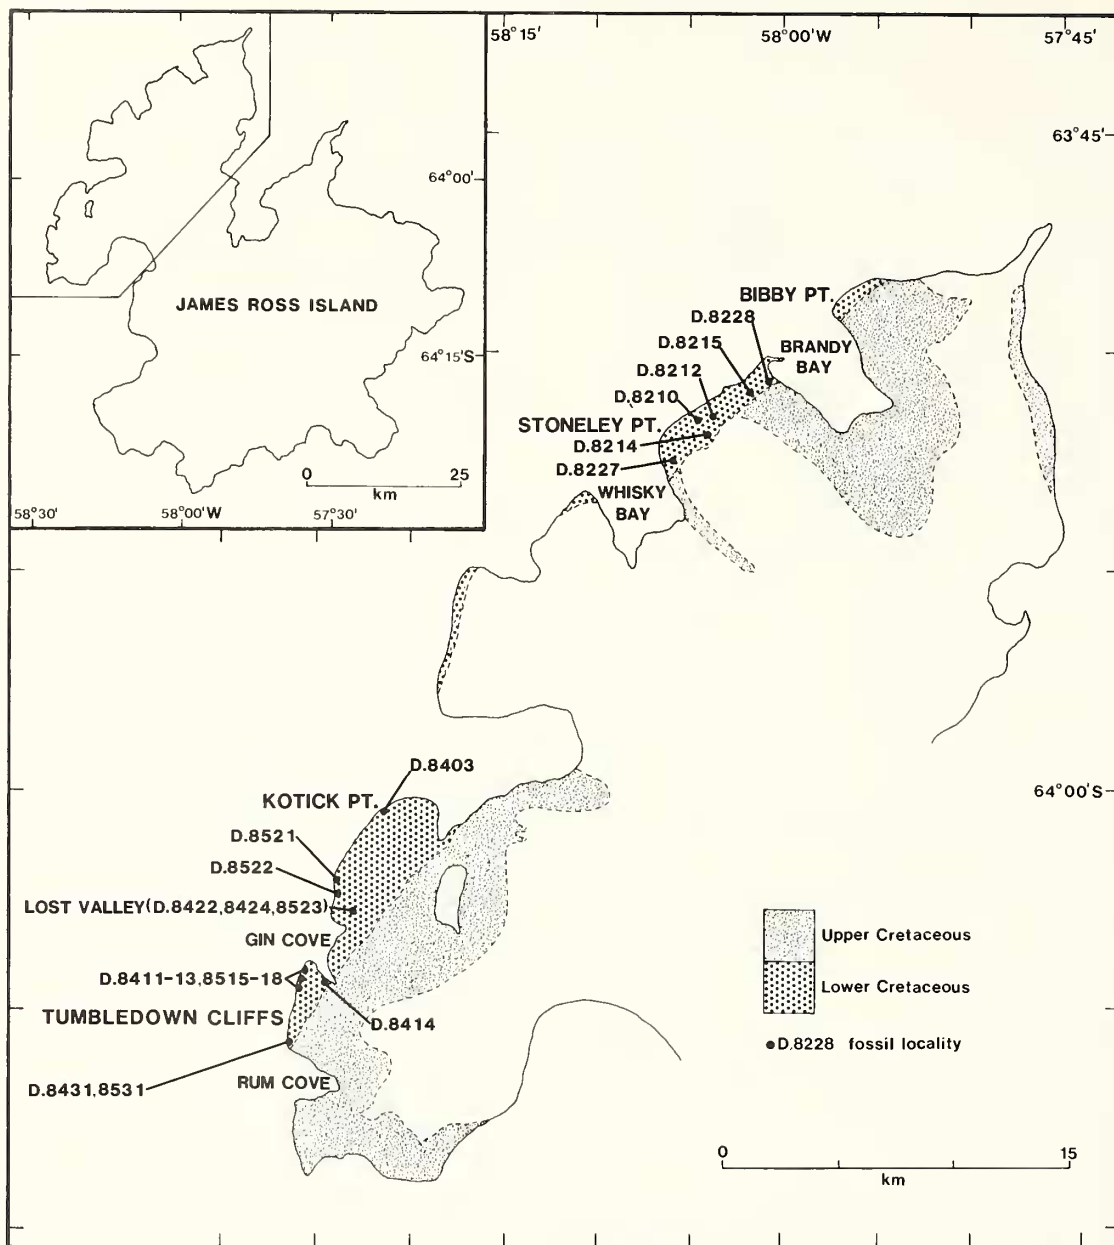 58°15'
58°00'W
57°45'
63°45'
64°00'
JAMES ROSS ISLAND
64°15'S
0
25
km
58°30'
58°00'W
57°30'
BIBBY PT.
D.8228
D.8215
BRANDY
BAY
D.8212
D.8210
STONELEY PT.
D.8214
D.8227
WHISKY
BAY
D.8403
KOTICK PT.
64°00'S
D.8521
D.8522
LOST VALLEY(D.8422,8424,8523)
GIN COVE
D.8411-13,8515-18
TUMBLEDOWN CLIFFS
D.8414
D.8431,8531
RUM COVE
Upper Cretaceous
Lower Cretaceous
D.8228 fossil locality
0
15
km